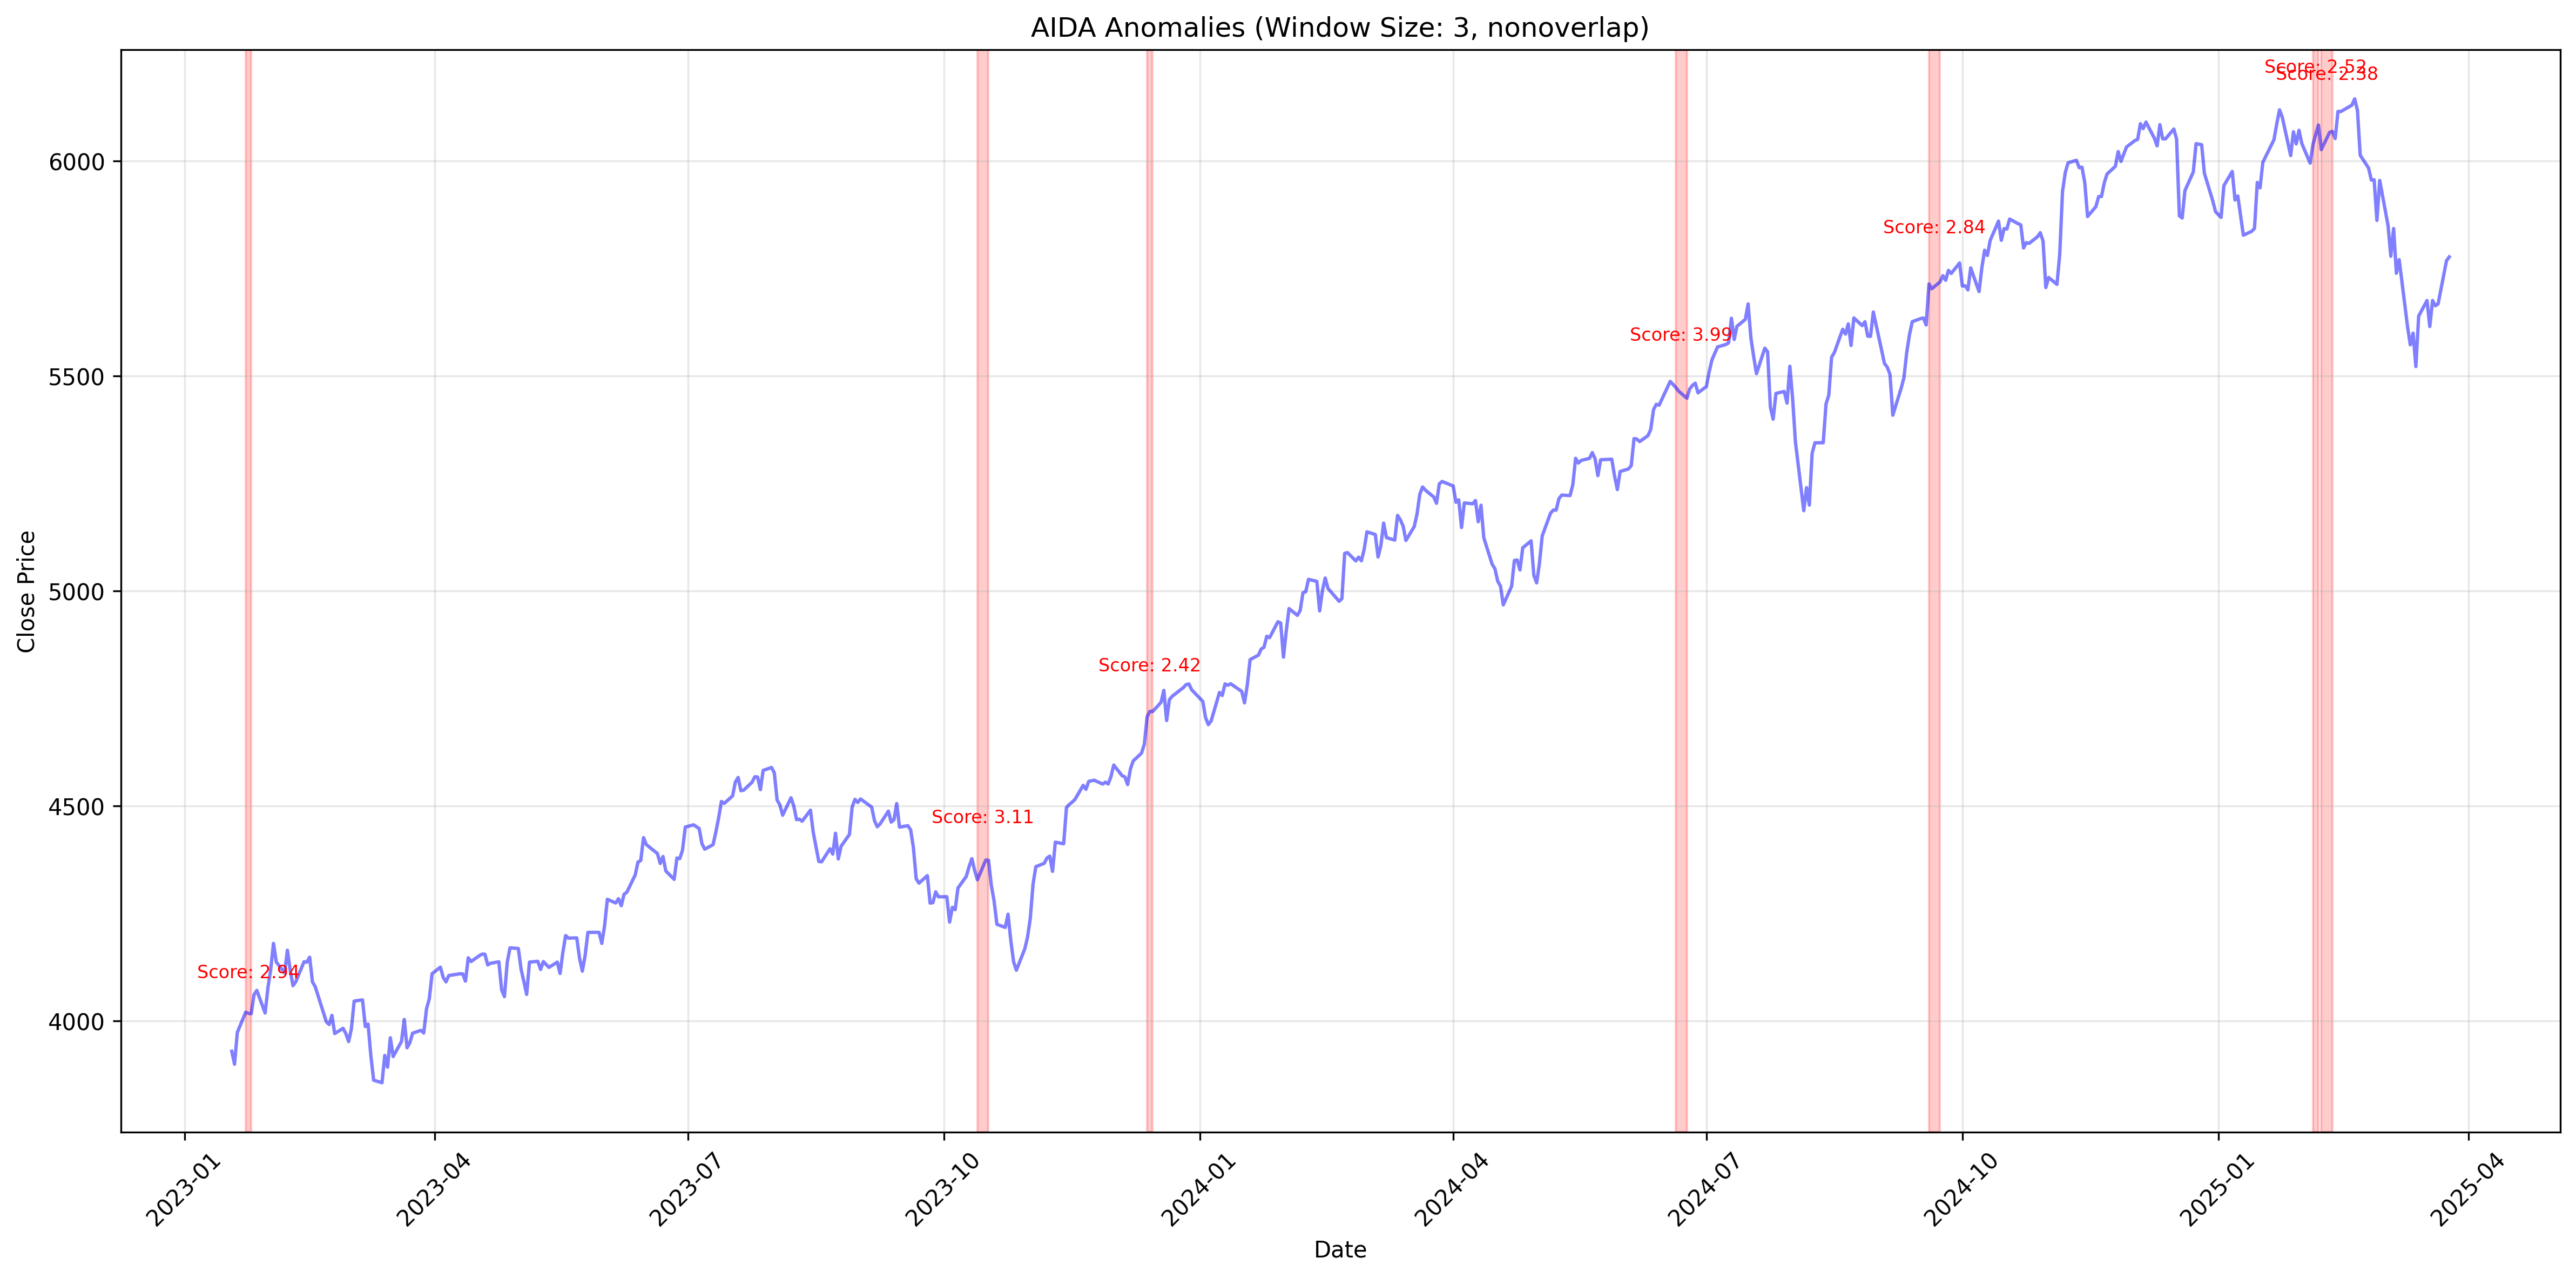 AIDA Anomalies (Window Size: 3, nonoverlap)
Score: 2.52
Score: 2.38
6000
Score: 2.84
Score: 3.99
5500
Close Price
5000
Score: 2.42
4500
Score: 3.11
Score: 2.94
4000
2023-01
2023-04
2023-07
2023-10
2024-01
2024-04
2024-07
2024-10
2025-01
2025-04
Date